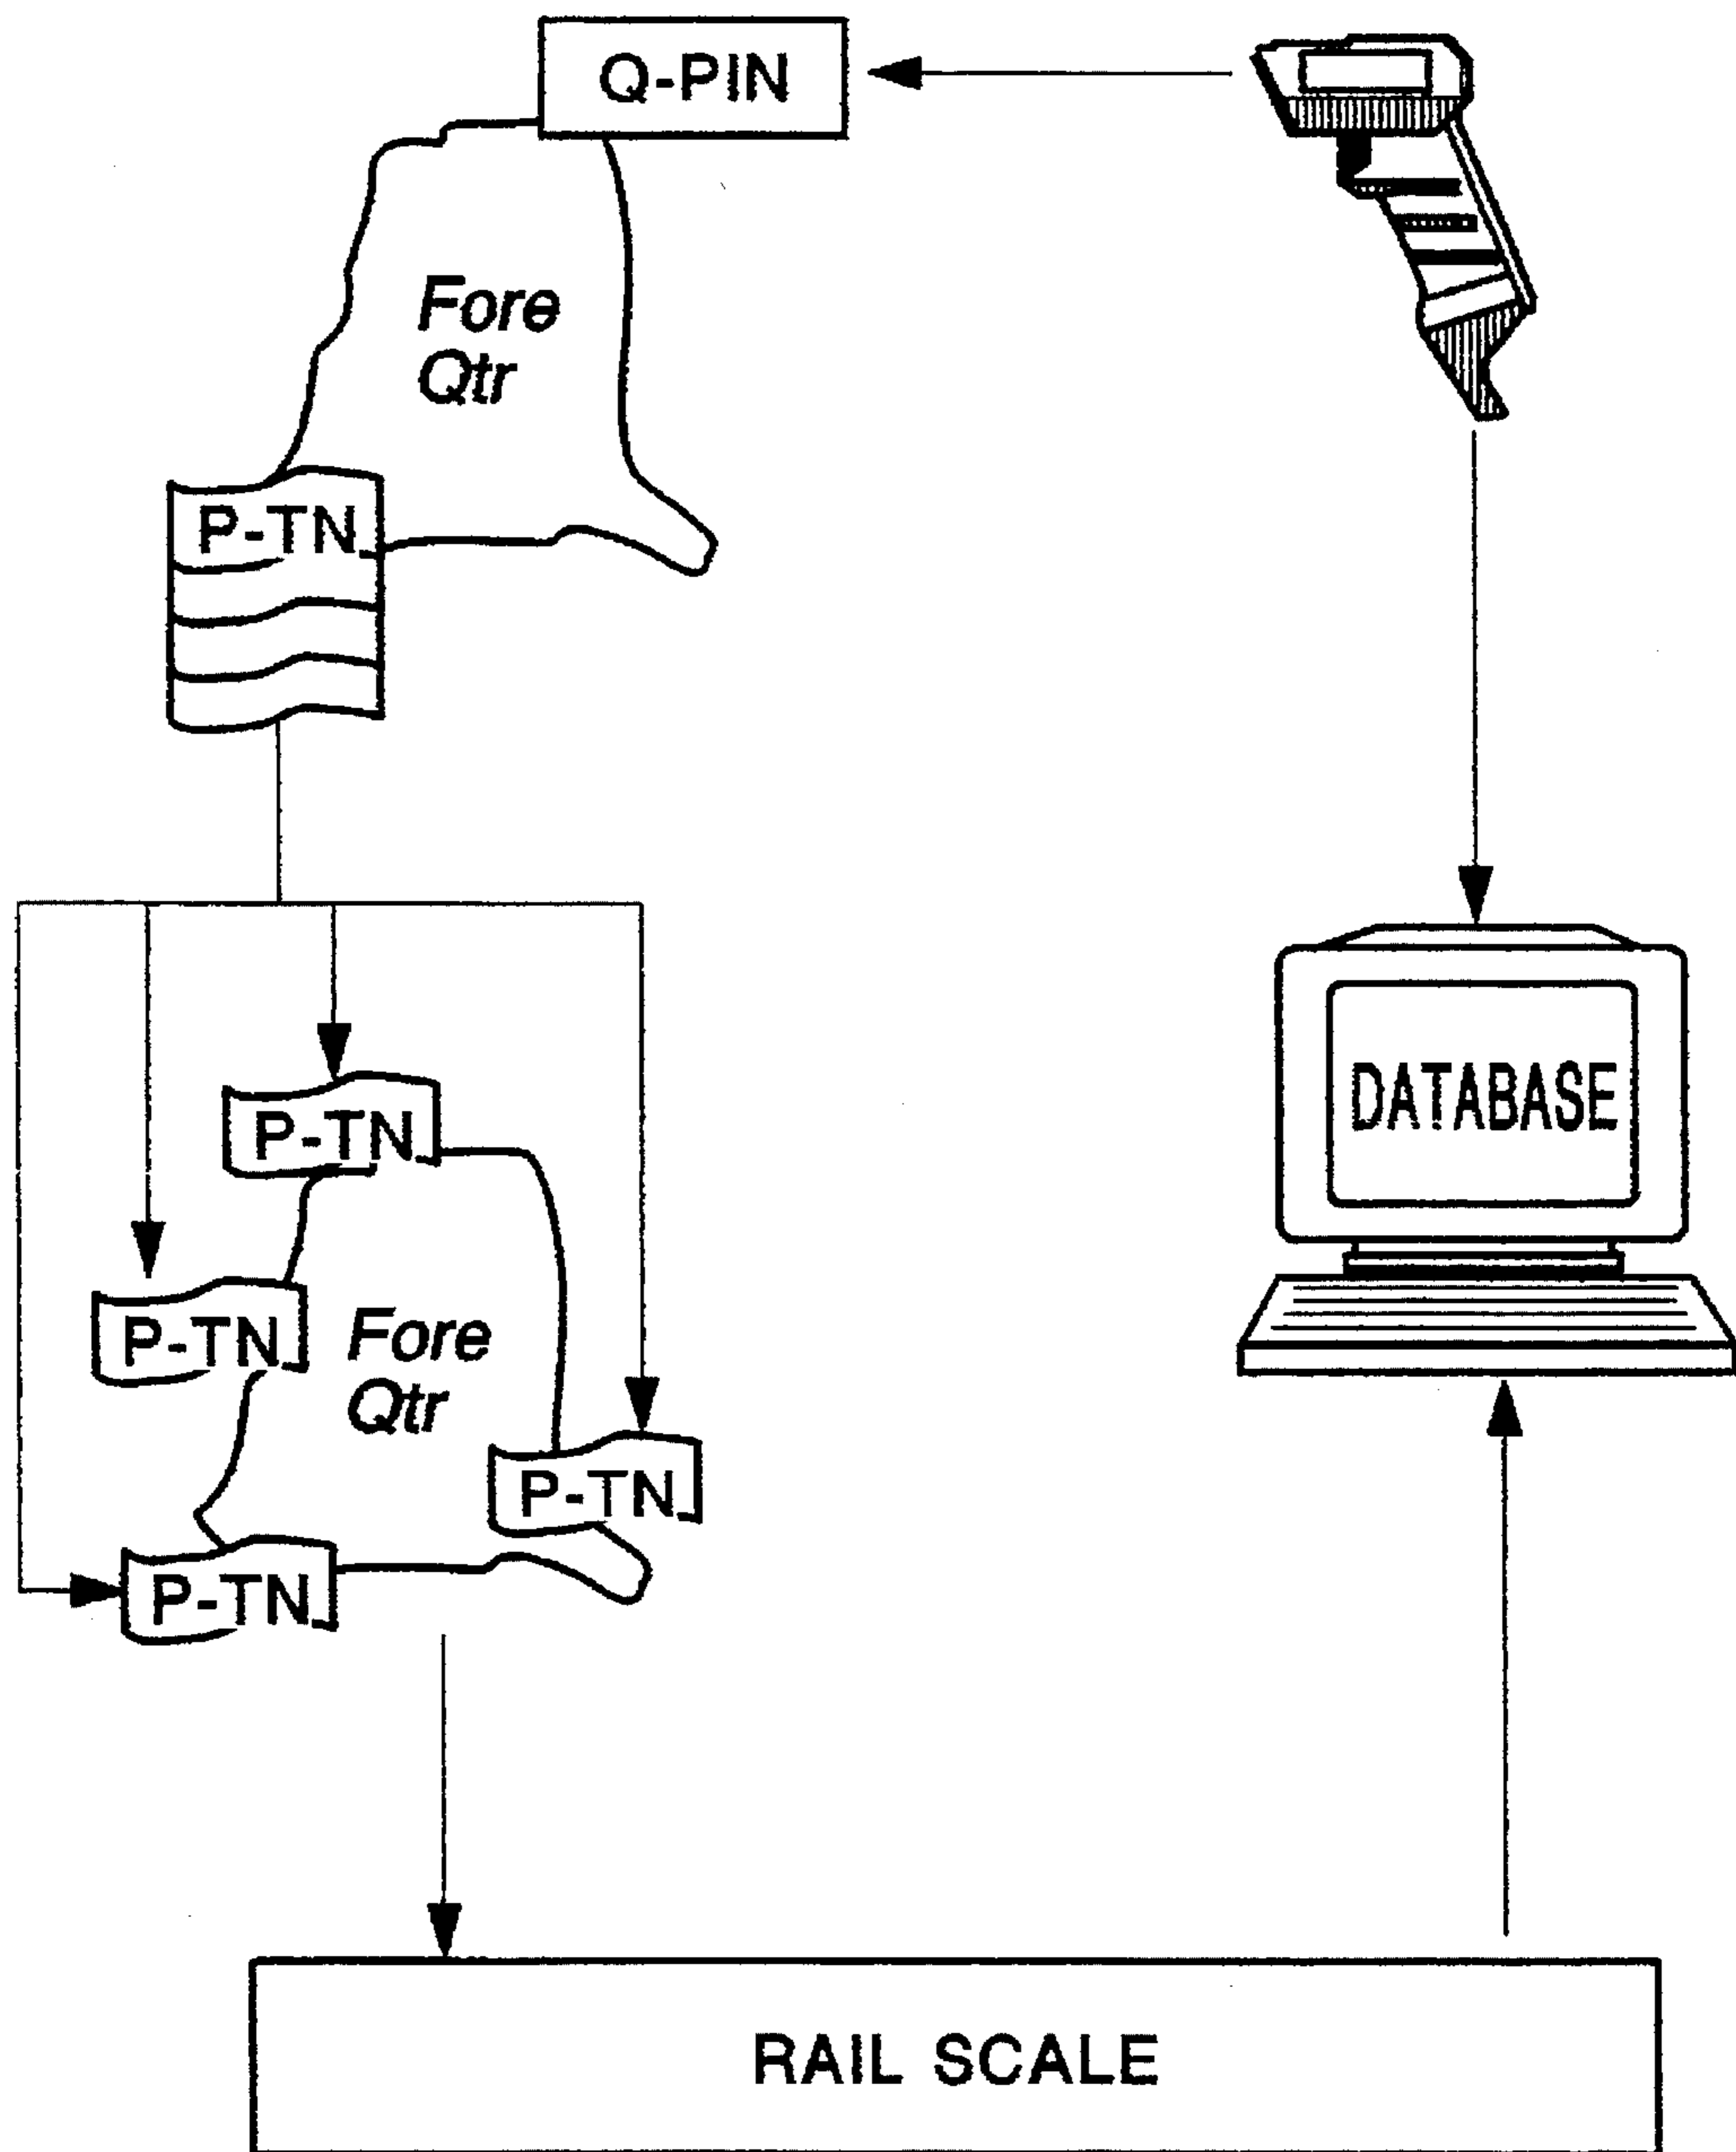 Q-PIN
Fore
Qtr
P-TN
P-TN
P-TN
Fore
Qtr
P-TN
P-TN
DATABASE
RAIL SCALE